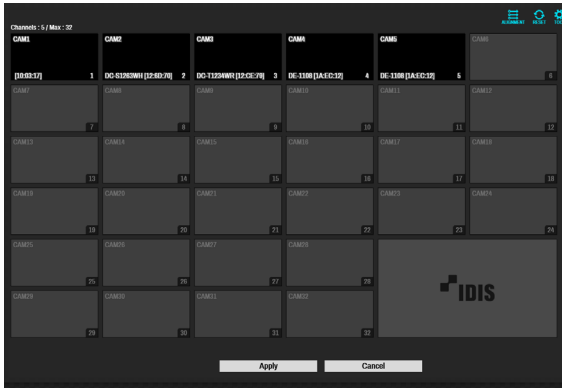 Channels : 5 / Max : 32
ALIGNMENT RESET
CAM1 CAM2 CAM3 CAM4 CAM5 CAM6
[10:03:17] 1 DC-S1263WH [12:6D:70] 2 DC-T1234WR [12:CE:79] 3 DE-1108 [1A:EC:12] 4 DE-1108 [1A:EC:12] 5 6
CAM7 CAM8 CAM9 CAM10 CAM11 CAM12
7 8 9 10 11 12
CAM13 CAM14 CAM15 CAM16 CAM17 CAM18
13 14 15 16 17 18
CAM19 CAM20 CAM21 CAM22 CAM23 CAM24
19 20 21 22 23 24
CAM25 CAM26 CAM27 CAM28
25 26 27 28
IDIS
CAM29 CAM30 CAM31 CAM32
29 30 31 32
Apply Cancel